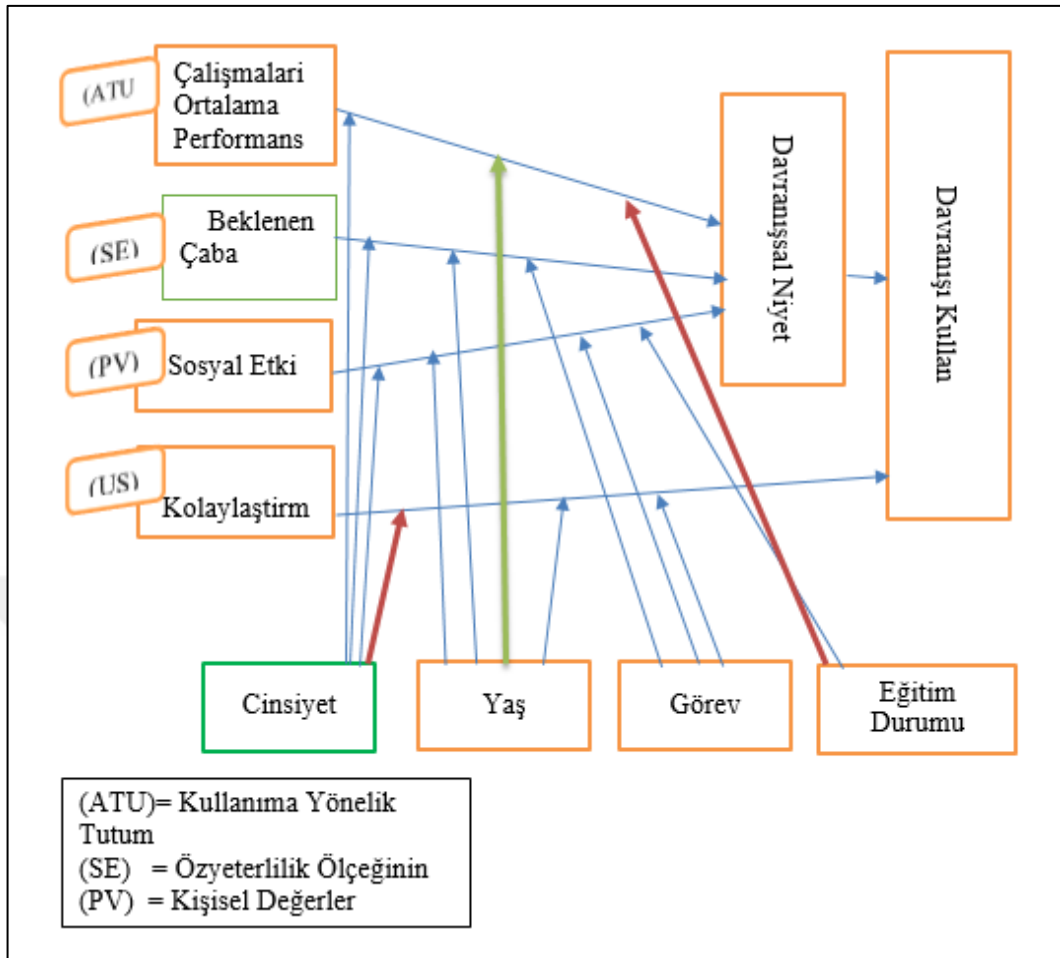 (ATU
Çalişmalari
Ortalama
Performans
(SE)
Beklenen
Çaba
(PV)
Sosyal Etki
(US)
Kolaylaştirm
Davranışsal Niyet
Davranışı Kullan
Cinsiyet
Yaş
Görev
Eğitim
Durumu
(ATU)= Kullanıma Yönelik
Tutum
(SE) = Özyeterlilik Ölçeğinin
(PV) = Kişisel Değerler